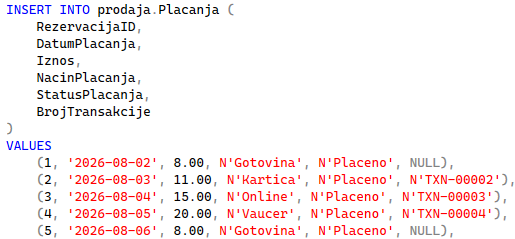 INSERT INTO prodaja.Placanja (
    RezervacijaID,
    DatumPlacanja,
    Iznos,
    NacinPlacanja,
    StatusPlacanja,
    BrojTransakcije
)
VALUES
    (1, '2026-08-02', 8.00, N'Gotovina', N'Placeno', NULL),
    (2, '2026-08-03', 11.00, N'Kartica', N'Placeno', N'TXN-00002'),
    (3, '2026-08-04', 15.00, N'Online', N'Placeno', N'TXN-00003'),
    (4, '2026-08-05', 20.00, N'Vaucer', N'Placeno', N'TXN-00004'),
    (5, '2026-08-06', 8.00, N'Gotovina', N'Placeno', NULL),